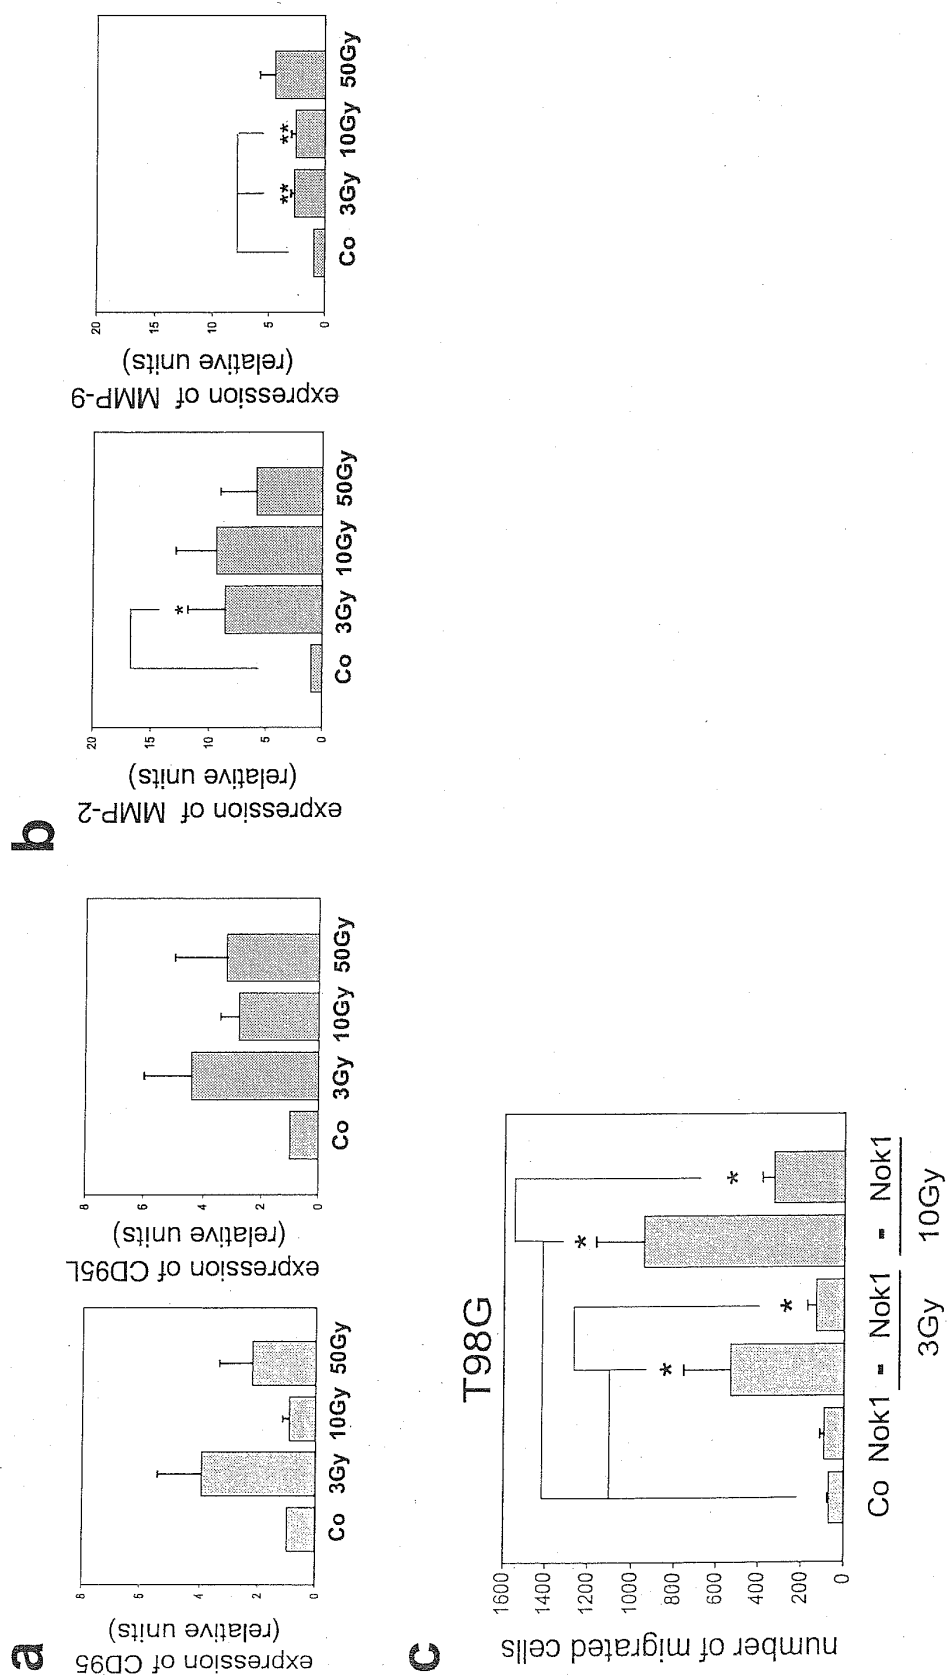 a
expression of CD95
(relative units)
8
6
4
2
0
Co 3Gy 10Gy 50Gy
expression of CD95L
(relative units)
8
6
4
2
0
Co 3Gy 10Gy 50Gy
b
expression of MMP-2
(relative units)
20
15
10
5
0
*
Co 3Gy 10Gy 50Gy
expression of MMP-9
(relative units)
20
15
10
5
0
** **
Co 3Gy 10Gy 50Gy
c
T98G
number of migrated cells
1600
1400
1200
1000
800
600
400
200
0
* * * *
Co Nok1 - Nok1 - Nok1
3Gy 10Gy